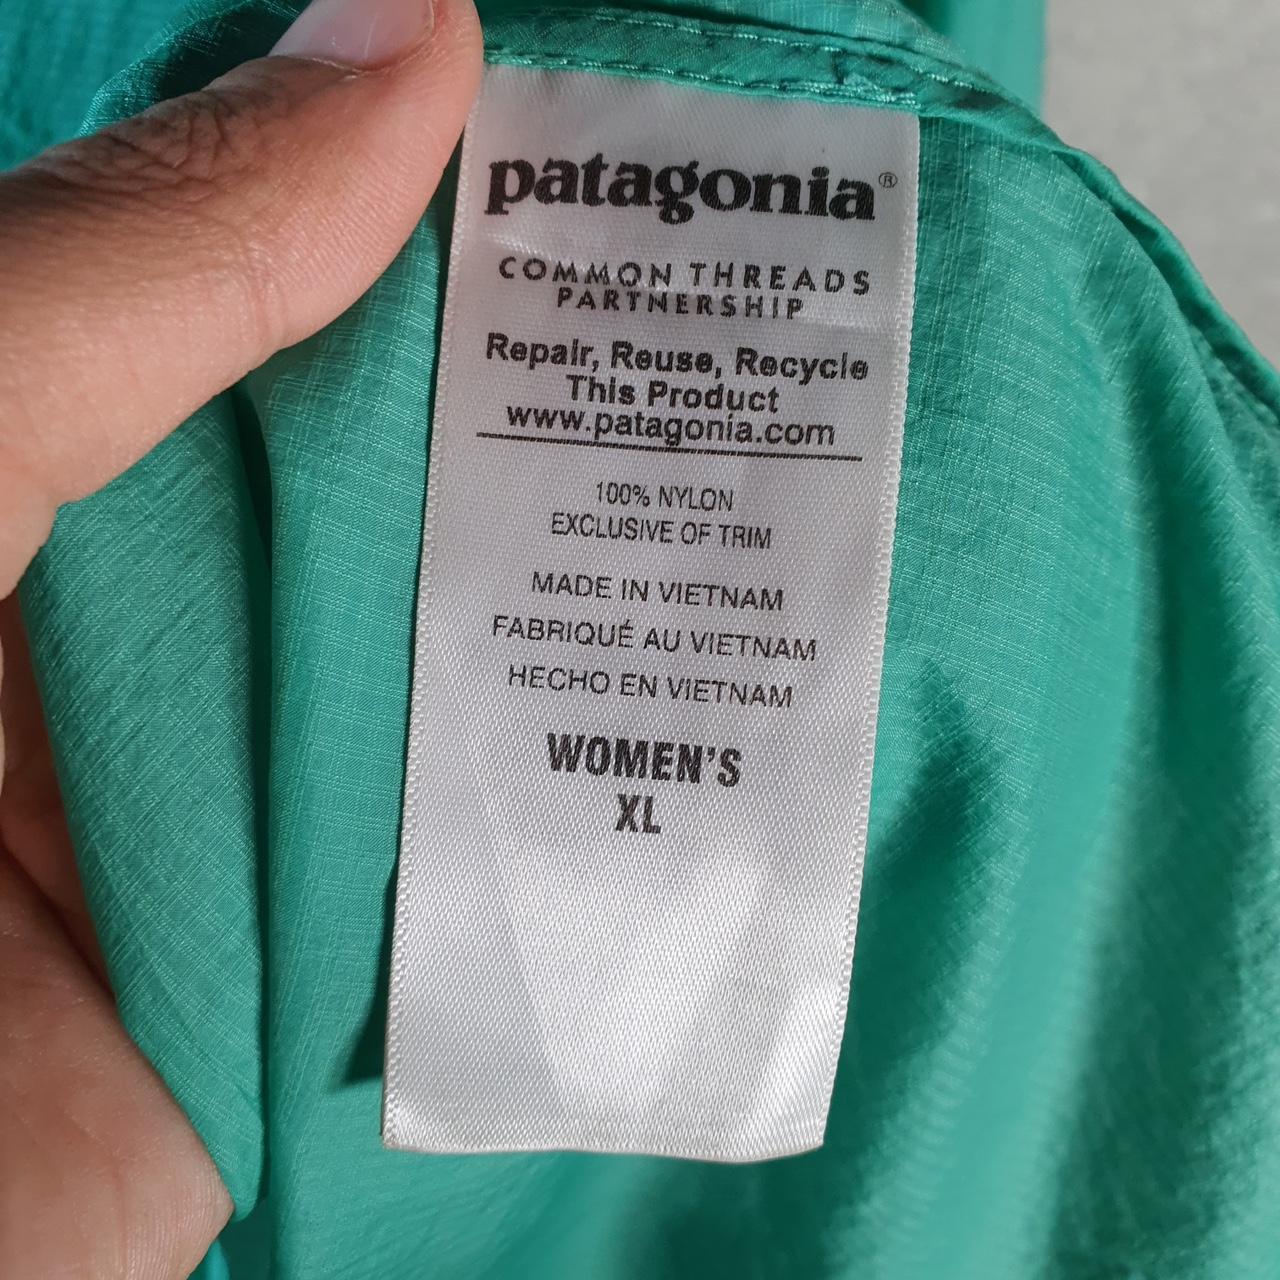 patagonia®
COMMON THREADS
PARTNERSHIP
Repair, Reuse, Recycle
This Product
www.patagonia.com
100% NYLON
EXCLUSIVE OF TRIM
MADE IN VIETNAM
FABRIQUÉ AU VIETNAM
HECHO EN VIETNAM
WOMEN'S
XL